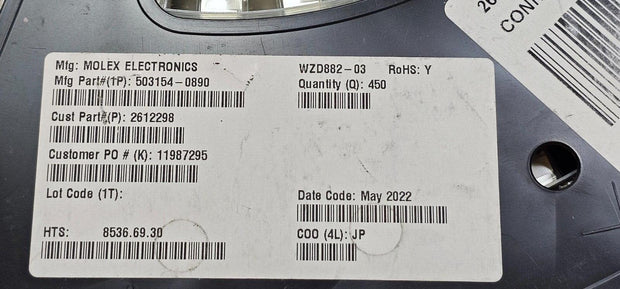 Mfg: MOLEX ELECTRONICS
WZD882-03 RoHS: Y
Mfg Part#(1P): 503154-0890
Quantity (Q): 450
Cust Part#(P): 2612298
Customer PO # (K): 11987295
Lot Code (1T):
Date Code: May 2022
HTS: 8536.69.30
COO (4L): JP